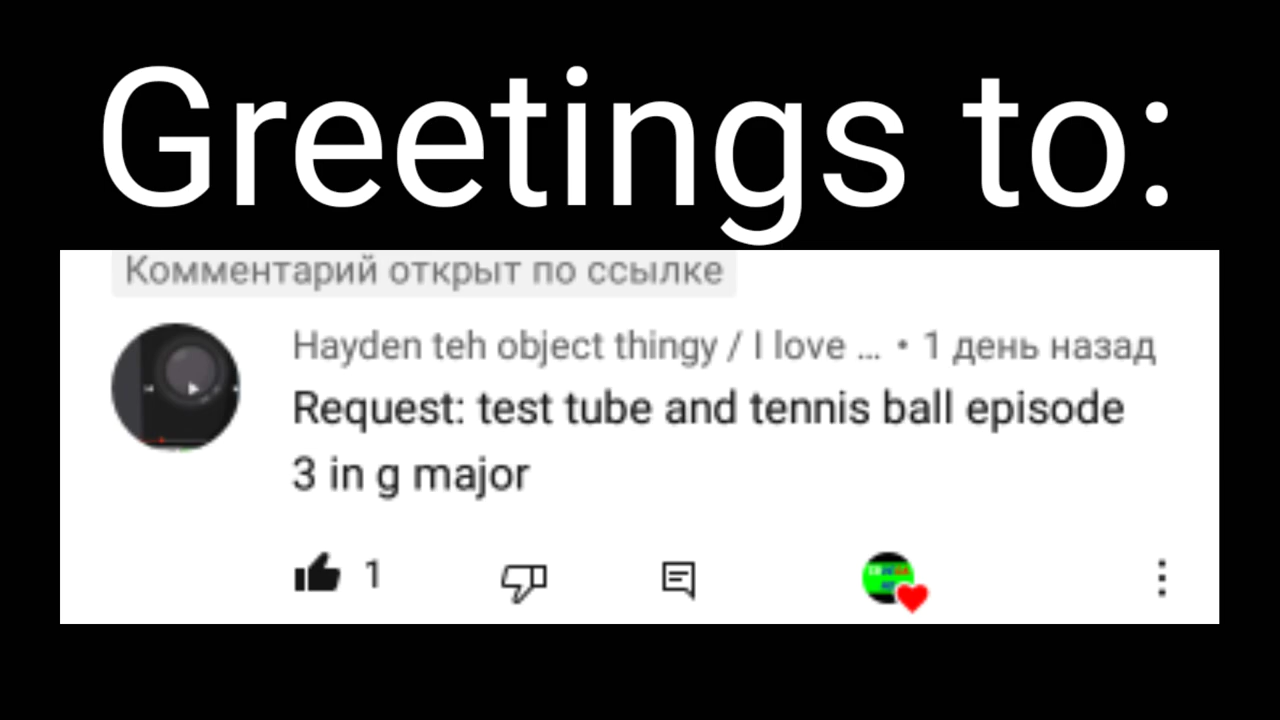 Greetings to:
Комментарий открыт по ссылке
Hayden teh object thingy / I love ... • 1 день назад
Request: test tube and tennis ball episode
3 in g major
1